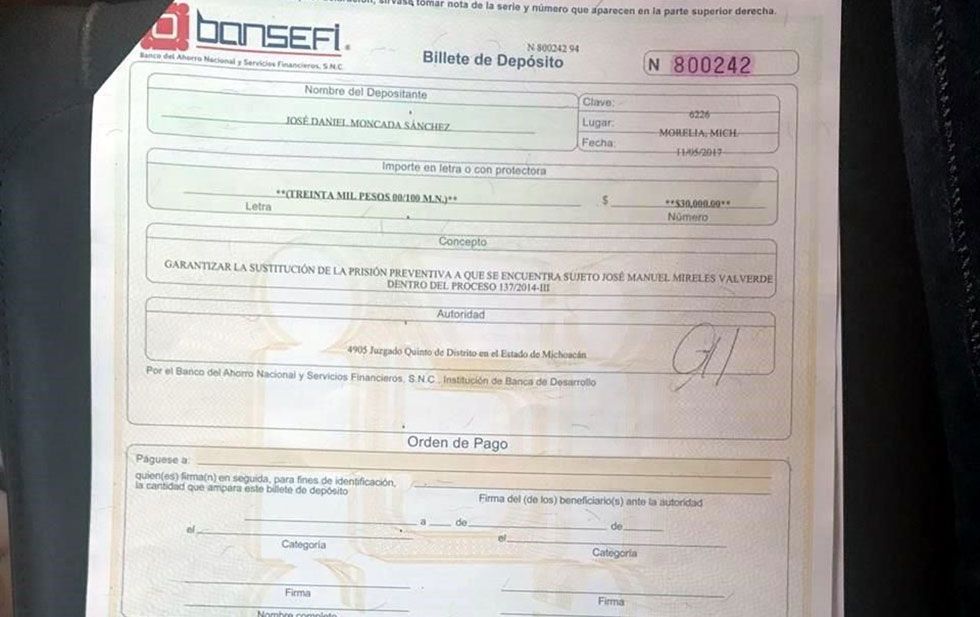 sírvase tomar nota de la serie y número que aparecen en la parte superior derecha.
bansefi
Banco del Ahorro Nacional y Servicios Financieros, S.N.C.
N 800242 94
Billete de Depósito
N 800242
Nombre del Depositante
JOSÉ DANIEL MONCADA SÁNCHEZ
Clave:
6226
Lugar:
MORELIA, MICH.
Fecha:
11/05/2017
Importe en letra o con protectora
**(TREINTA MIL PESOS 00/100 M.N.)**
$ **$30,000.00**
Letra
Número
Concepto
GARANTIZAR LA SUSTITUCIÓN DE LA PRISIÓN PREVENTIVA A QUE SE ENCUENTRA SUJETO JOSÉ MANUEL MIRELES VALVERDE
DENTRO DEL PROCESO 137/2014-III
Autoridad
4905 Juzgado Quinto de Distrito en el Estado de Michoacán
Por el Banco del Ahorro Nacional y Servicios Financieros, S.N.C., Institución de Banca de Desarrollo
Orden de Pago
Páguese a:
quien(es) firma(n) en seguida, para fines de identificación,
la cantidad que ampara este billete de depósito
Firma del (de los) beneficiario(s) ante la autoridad
a de de
el
el
Categoría
Categoría
Firma
Firma
Nombre completo